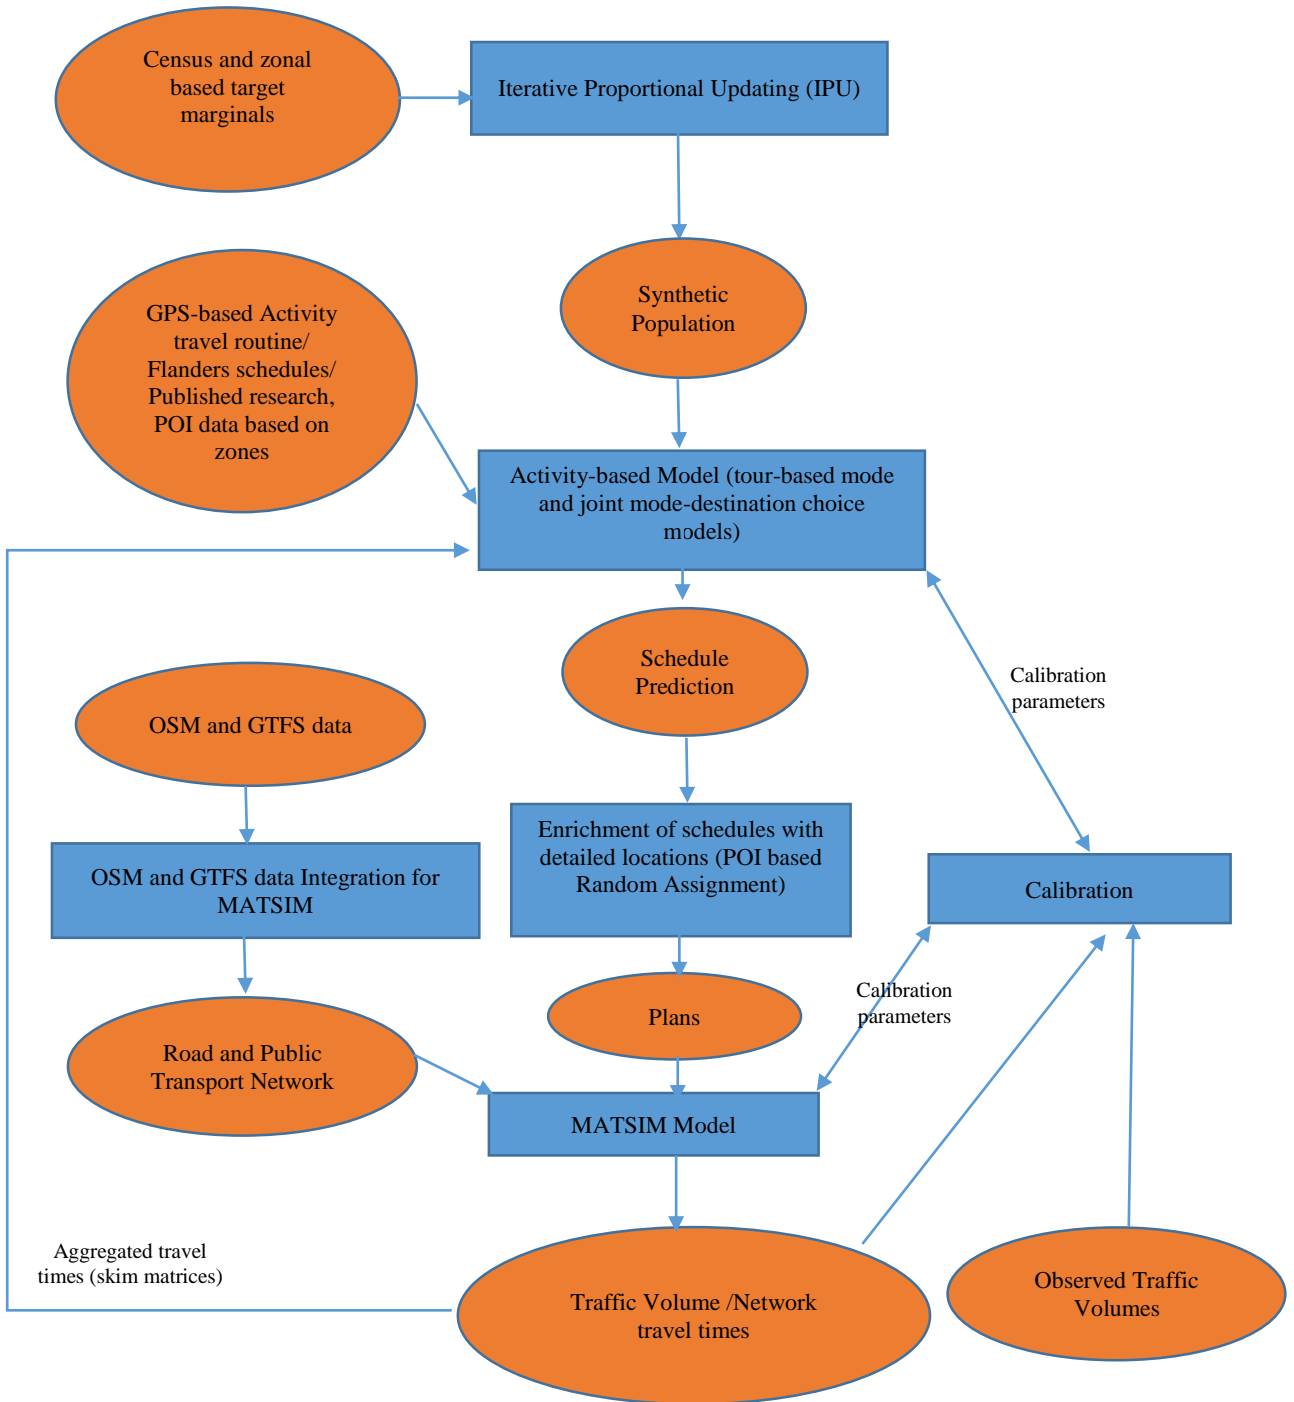 Census and zonal
based target
marginals
Iterative Proportional Updating (IPU)
Synthetic
Population
GPS-based Activity
travel routine/
Flanders schedules/
Published research,
POI data based on
zones
Activity-based Model (tour-based mode
and joint mode-destination choice
models)
Schedule
Prediction
Calibration
parameters
OSM and GTFS data
Enrichment of schedules with
detailed locations (POI based
Random Assignment)
OSM and GTFS data Integration for
MATSIM
Calibration
Calibration
parameters
Plans
Road and Public
Transport Network
MATSIM Model
Aggregated travel
times (skim matrices)
Traffic Volume /Network
travel times
Observed Traffic
Volumes